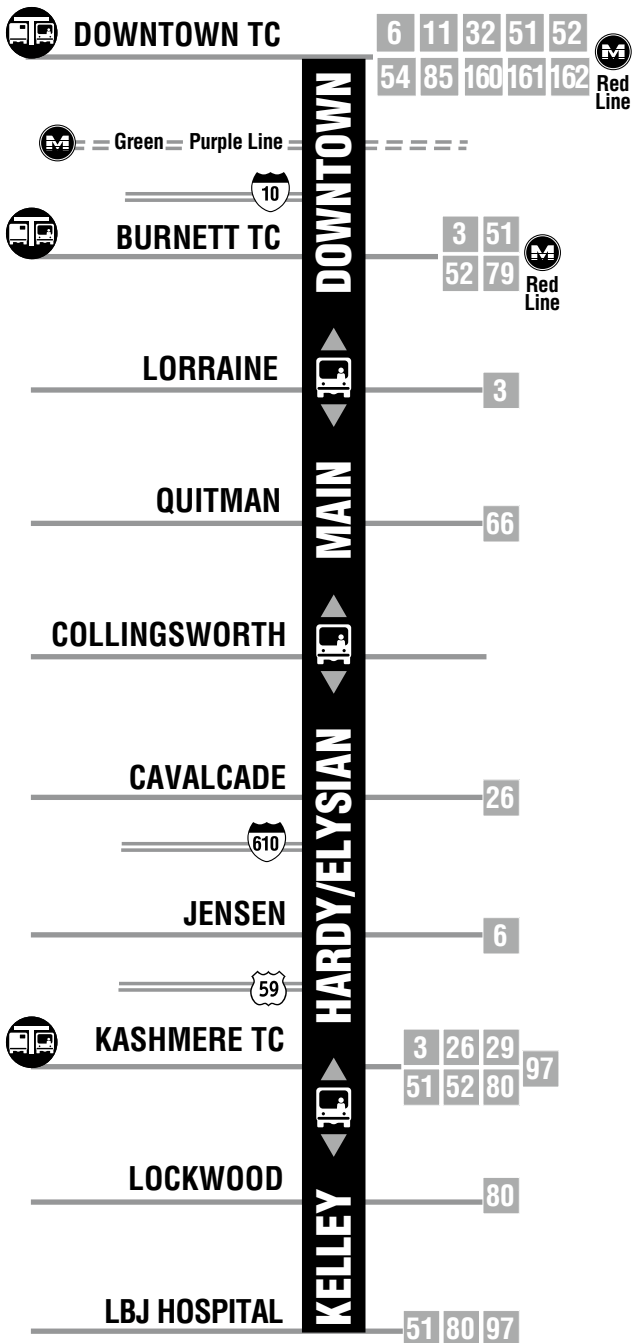 DOWNTOWN TC
6 11 32 51 52
54 85 160 161 162
M
Red
Line
M
Green
Purple Line
10
BURNETT TC
3 51
52 79
M
Red
Line
DOWNTOWN
LORRAINE
3
QUITMAN
66
MAIN
COLLINGSWORTH
CAVALCADE
26
610
JENSEN
6
HARDY/ELYSIAN
59
KASHMERE TC
3 26 29
97
51 52 80
LOCKWOOD
80
KELLEY
LBJ HOSPITAL
51 80 97